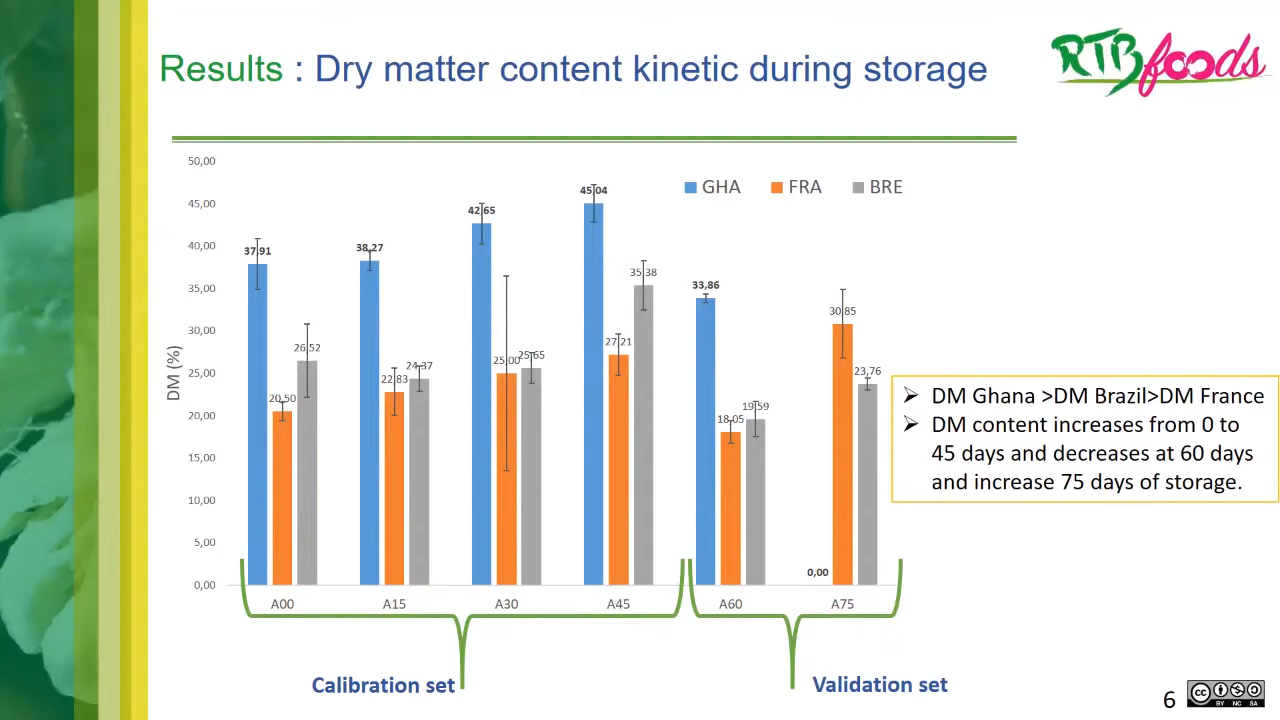 Results : Dry matter content kinetic during storage
RTBfoods
50,00
45,00
40,00
35,00
30,00
25,00
20,00
15,00
10,00
5,00
0,00
DM (%)
GHA
FRA
BRE
37,91
20,50
26,52
38,27
22,83
24,37
42,65
25,00
25,65
45,04
27,21
35,38
33,86
18,05
19,59
0,00
30,85
23,76
A00
A15
A30
A45
A60
A75
➢ DM Ghana >DM Brazil>DM France
➢ DM content increases from 0 to
45 days and decreases at 60 days
and increase 75 days of storage.
Calibration set
Validation set
6
cc
BY NC SA